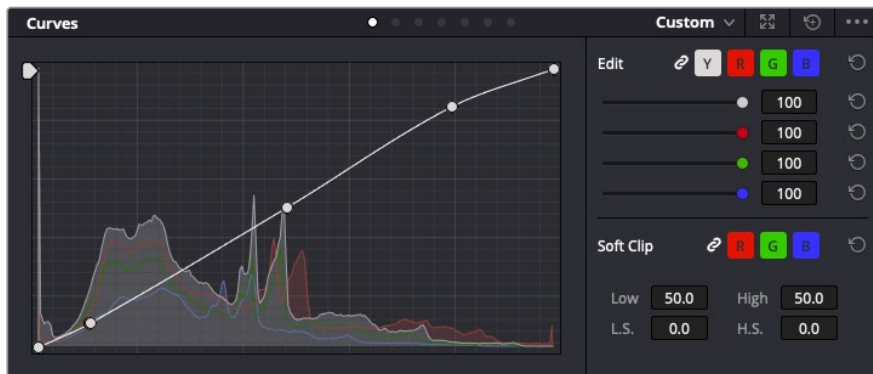 Curves
Custom
Edit Y R G B
100
100
100
100
Soft Clip R G B
Low 50.0 High 50.0
L.S. 0.0 H.S. 0.0